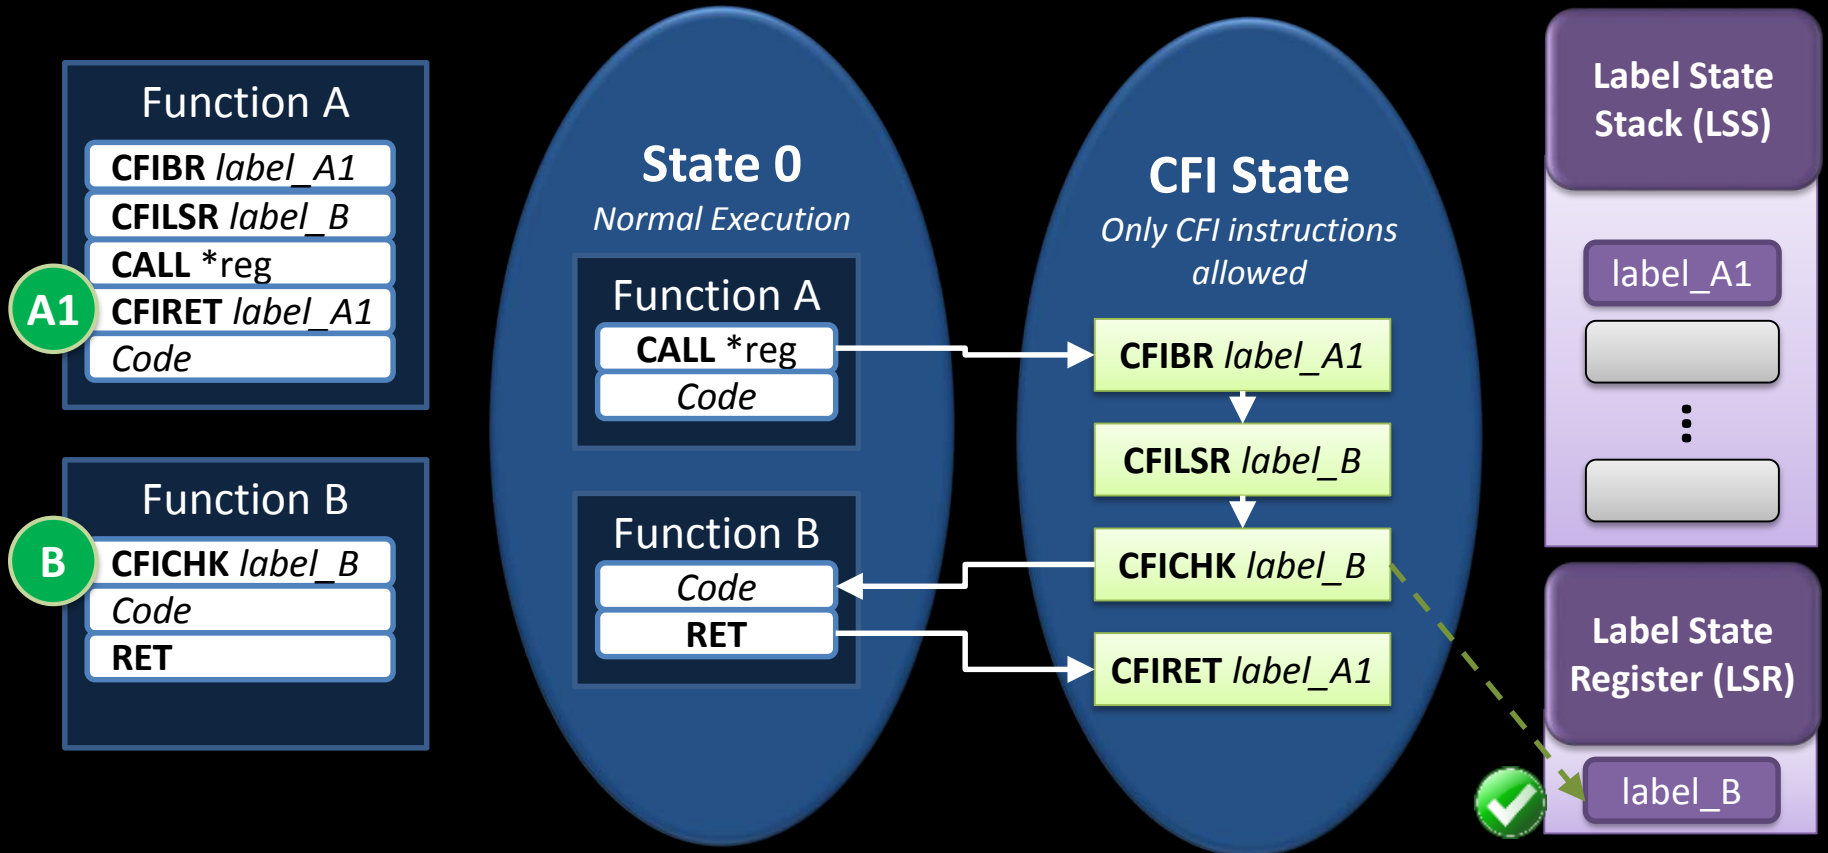 Function A
CFIBR label_A1
CFILSR label_B
CALL *reg
A1
CFIRET label_A1
Code
Function B
B
CFICHK label_B
Code
RET
State 0
Normal Execution
Function A
CALL *reg
Code
Function B
Code
RET
CFI State
Only CFI instructions
allowed
CFIBR label_A1
CFILSR label_B
CFICHK label_B
CFIRET label_A1
Label State
Stack (LSS)
label_A1
Label State
Register (LSR)
label_B